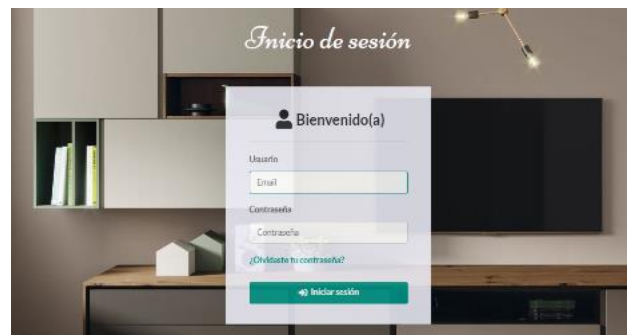 Inicio de sesión
Bienvenido(a)
Usuario
Email
Contraseña
Contraseña
¿Olvidaste tu contraseña?
Iniciar sesión